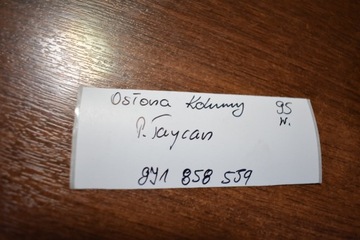 Osłona Kolumny 95
P. Taycan w.
9J1 858 559